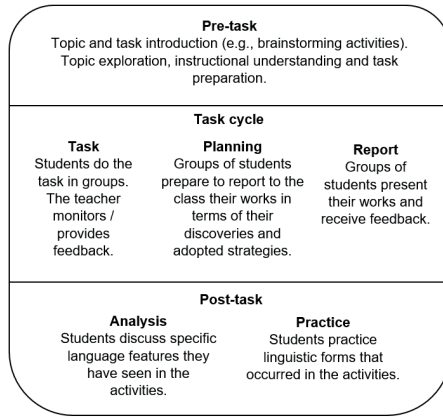 Pre-task
Topic and task introduction (e.g., brainstorming activities).
Topic exploration, instructional understanding and task
preparation.
Task cycle
Task
Students do the
task in groups.
The teacher
monitors /
provides
feedback.
Planning
Groups of students
prepare to report to the
class their works in
terms of their
discoveries and
adopted strategies.
Report
Groups of
students present
their works and
receive feedback.
Post-task
Analysis
Students discuss specific
language features they
have seen in the
activities.
Practice
Students practice
linguistic forms that
occurred in the activities.